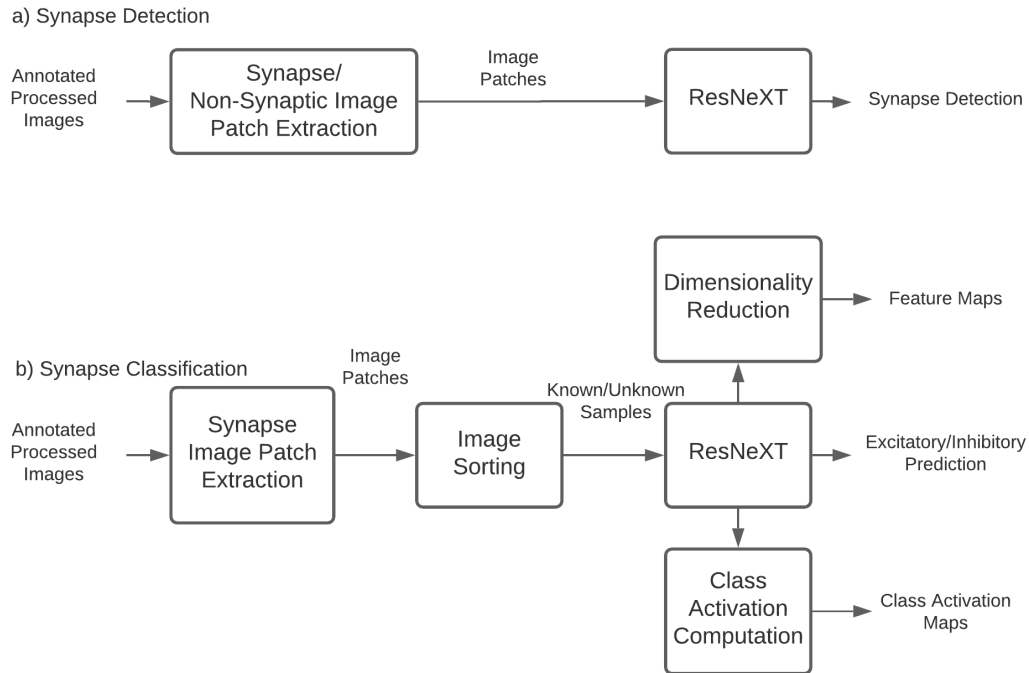 a) Synapse Detection
Annotated
Processed
Images
Synapse/
Non-Synaptic Image
Patch Extraction
Image
Patches
ResNeXT
Synapse Detection
b) Synapse Classification
Annotated
Processed
Images
Synapse
Image Patch
Extraction
Image
Patches
Image
Sorting
Known/Unknown
Samples
ResNeXT
Dimensionality
Reduction
Feature Maps
Excitatory/Inhibitory
Prediction
Class
Activation
Computation
Class Activation
Maps